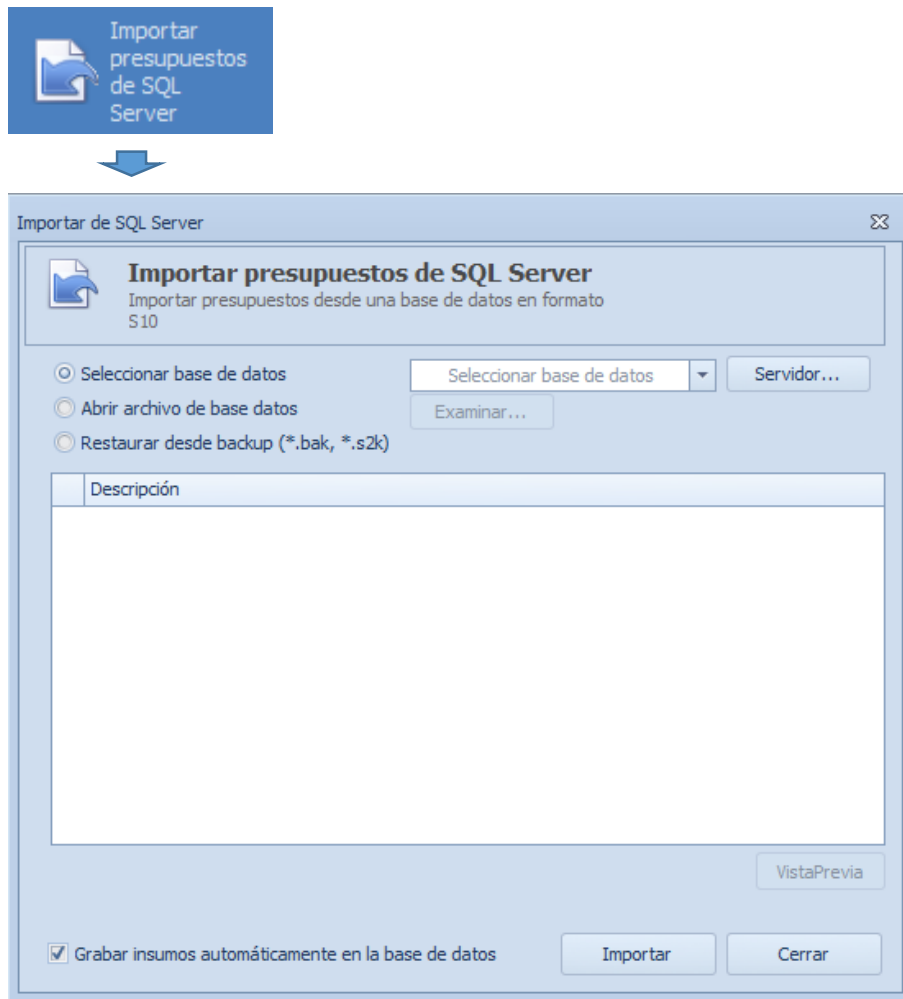 Importar
presupuestos
de SQL
Server
Importar de SQL Server
Importar presupuestos de SQL Server
Importar presupuestos desde una base de datos en formato
S10
Seleccionar base de datos
Seleccionar base de datos
Servidor...
Abrir archivo de base datos
Examinar...
Restaurar desde backup (*.bak, *.s2k)
Descripción
VistaPrevia
Grabar insumos automáticamente en la base de datos
Importar
Cerrar